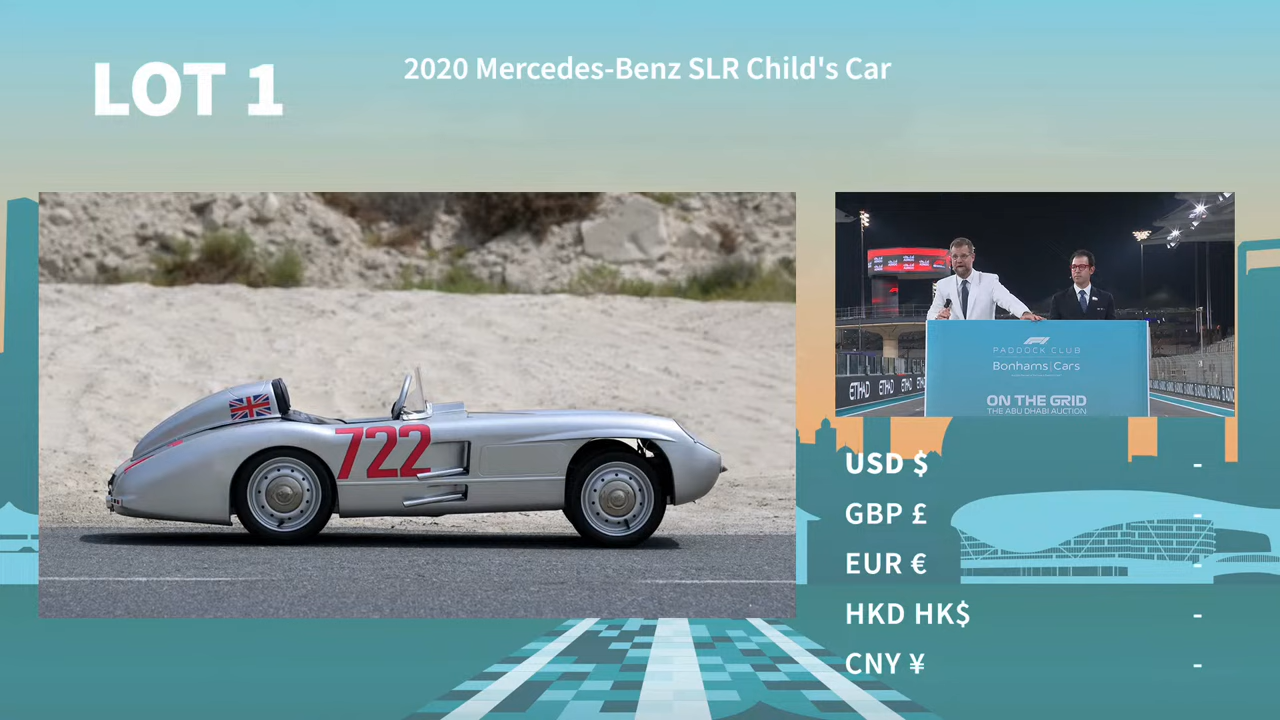 LOT 1
2020 Mercedes-Benz SLR Child's Car
722
ETIHAD
ETIHAD
PADDOCK CLUB
Bonhams|Cars
ON THE GRID
THE ABU DHABI AUCTION
USD $ -
GBP £ -
EUR € -
HKD HK$ -
CNY ¥ -